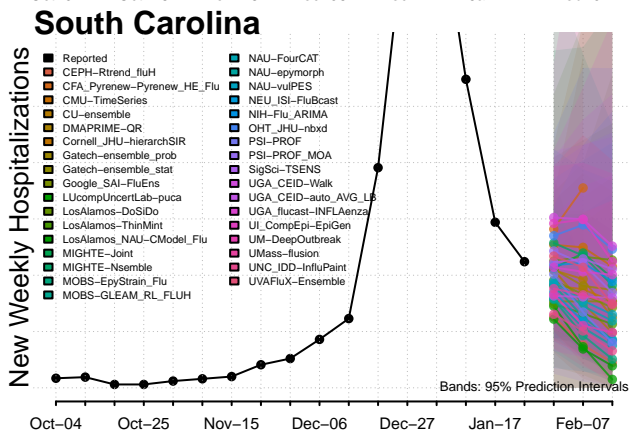 South Carolina
New Weekly Hospitalizations
Reported
CEPH−Rtrend_fluH
CFA_Pyrenew−Pyrenew_HE_Flu
CMU−TimeSeries
CU−ensemble
DMAPRIME−QR
Cornell_JHU−hierarchSIR
Gatech−ensemble_prob
Gatech−ensemble_stat
Google_SAI−FluEns
LUcompUncertLab−puca
LosAlamos−DoSiDo
LosAlamos−ThinMint
LosAlamos_NAU−CModel_Flu
MIGHTE−Joint
MIGHTE−Nsemble
MOBS−EpyStrain_Flu
MOBS−GLEAM_RL_FLUH
NAU−FourCAT
NAU−epymorph
NAU−vulPES
NEU_ISI−FluBcast
NIH−Flu_ARIMA
OHT_JHU−nbxd
PSI−PROF
PSI−PROF_MOA
SigSci−TSENS
UGA_CEID−Walk
UGA_CEID−auto_AVG_LB
UGA_flucast−INFLAenza
UI_CompEpi−EpiGen
UM−DeepOutbreak
UMass−fusion
UNC_IDD−InfluPaint
UVAFluX−Ensemble
Bands: 95% Prediction Intervals
Oct−04 Oct−25 Nov−15 Dec−06 Dec−27 Jan−17 Feb−07